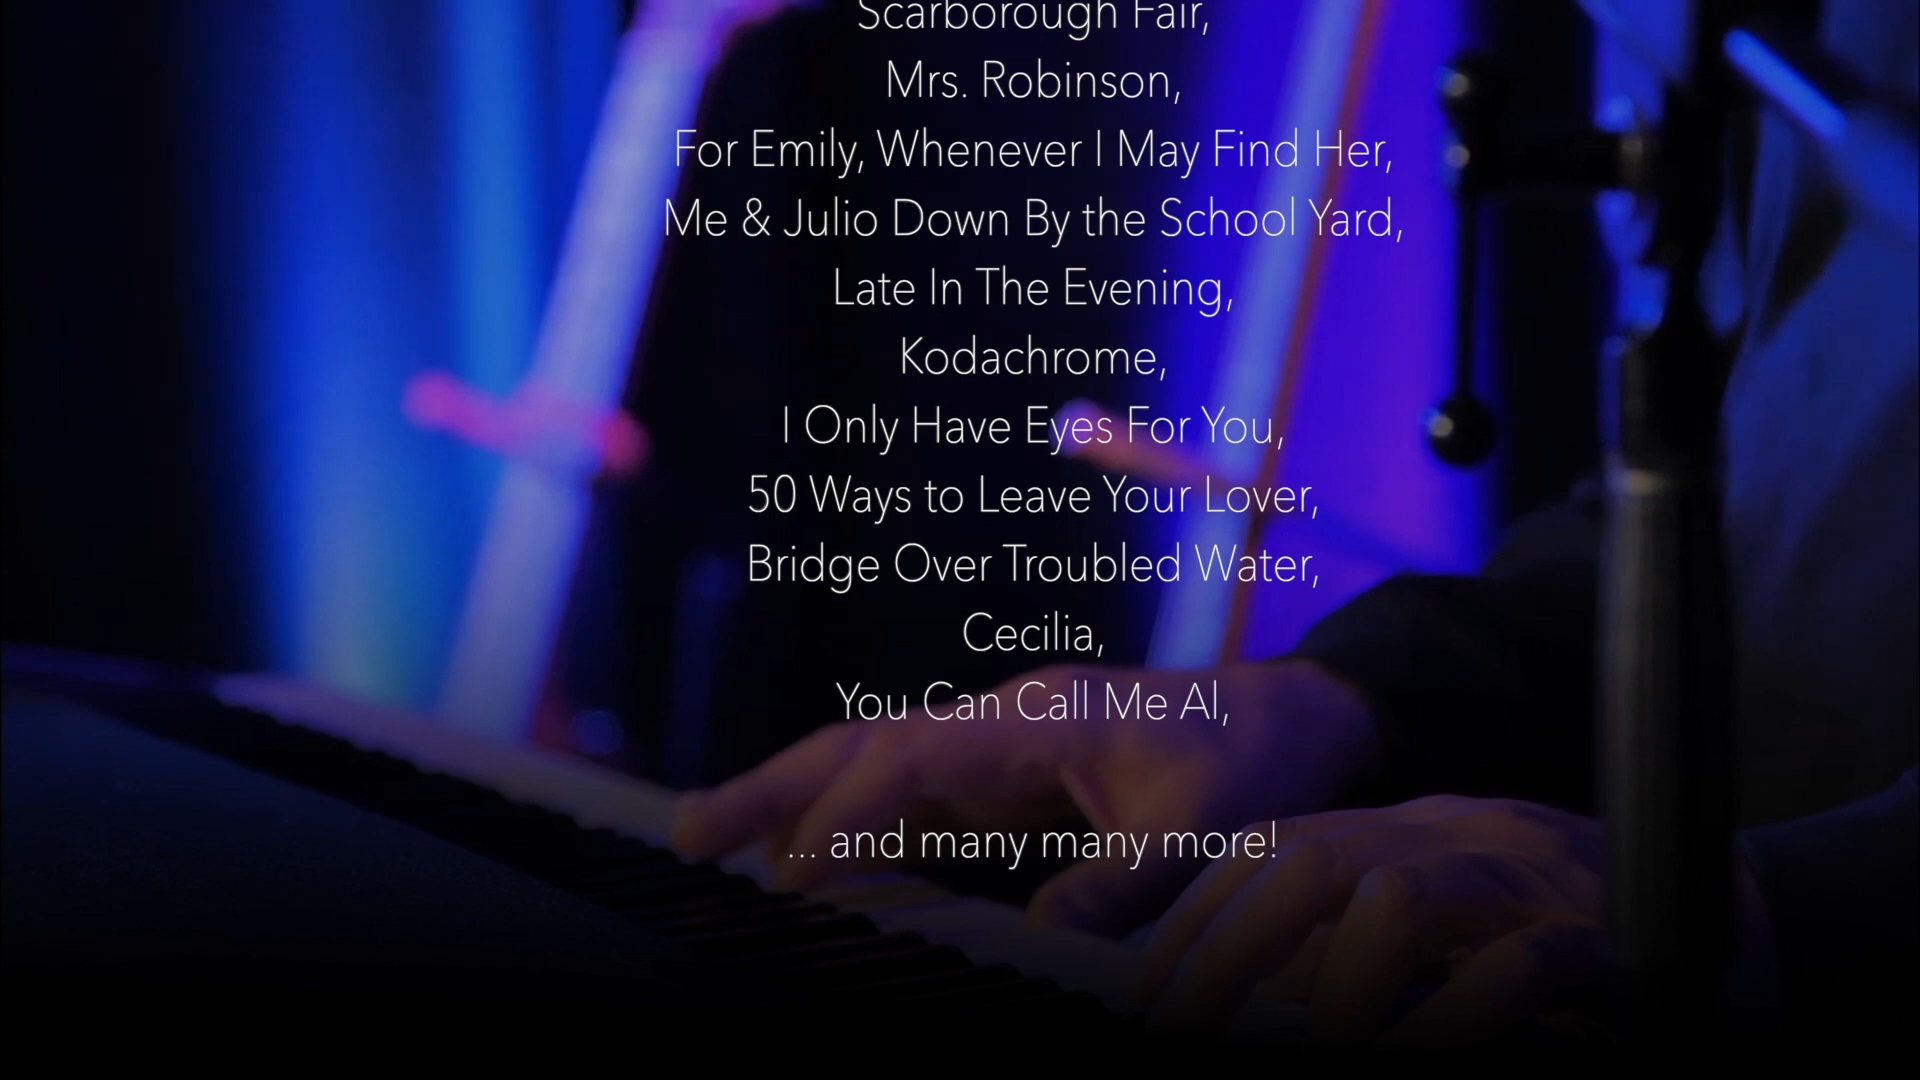 Scarborough Fair,
Mrs. Robinson,
For Emily, Whenever I May Find Her,
Me & Julio Down By the School Yard,
Late In The Evening,
Kodachrome,
I Only Have Eyes For You,
50 Ways to Leave Your Lover,
Bridge Over Troubled Water,
Cecilia,
You Can Call Me Al,
... and many many more!